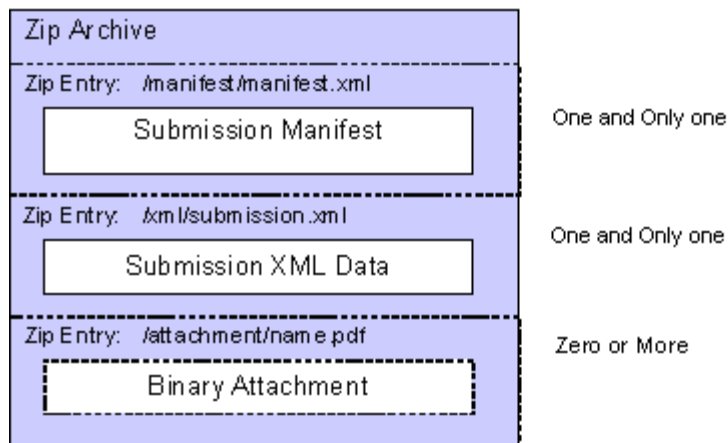 Zip Archive
Zip Entry: /manifest/manifest.xml
Submission Manifest
One and Only one
Zip Entry: /xml/submission.xml
One and Only one
Submission XML Data
Zip Entry: /attachment/name.pdf
Zero or More
Binary Attachment